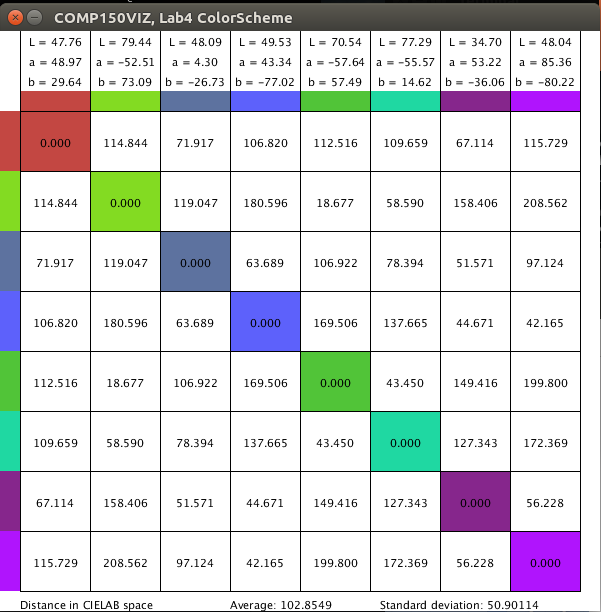 COMP150VIZ, Lab4 ColorScheme
L = 47.76 L = 79.44 L = 48.09 L = 49.53 L = 70.54 L = 77.29 L = 34.70 L = 48.04
a = 48.97 a = −52.51 a = 4.30 a = 43.34 a = −57.64 a = −55.57 a = 53.22 a = 85.36
b = 29.64 b = 73.09 b = −26.73 b = −77.02 b = 57.49 b = 14.62 b = −36.06 b = −80.22
0.000 114.844 71.917 106.820 112.516 109.659 67.114 115.729
114.844 0.000 119.047 180.596 18.677 58.590 158.406 208.562
71.917 119.047 0.000 63.689 106.922 78.394 51.571 97.124
106.820 180.596 63.689 0.000 169.506 137.665 44.671 42.165
112.516 18.677 106.922 169.506 0.000 43.450 149.416 199.800
109.659 58.590 78.394 137.665 43.450 0.000 127.343 172.369
67.114 158.406 51.571 44.671 149.416 127.343 0.000 56.228
115.729 208.562 97.124 42.165 199.800 172.369 56.228 0.000
Distance in CIELAB space Average: 102.8549 Standard deviation: 50.90114